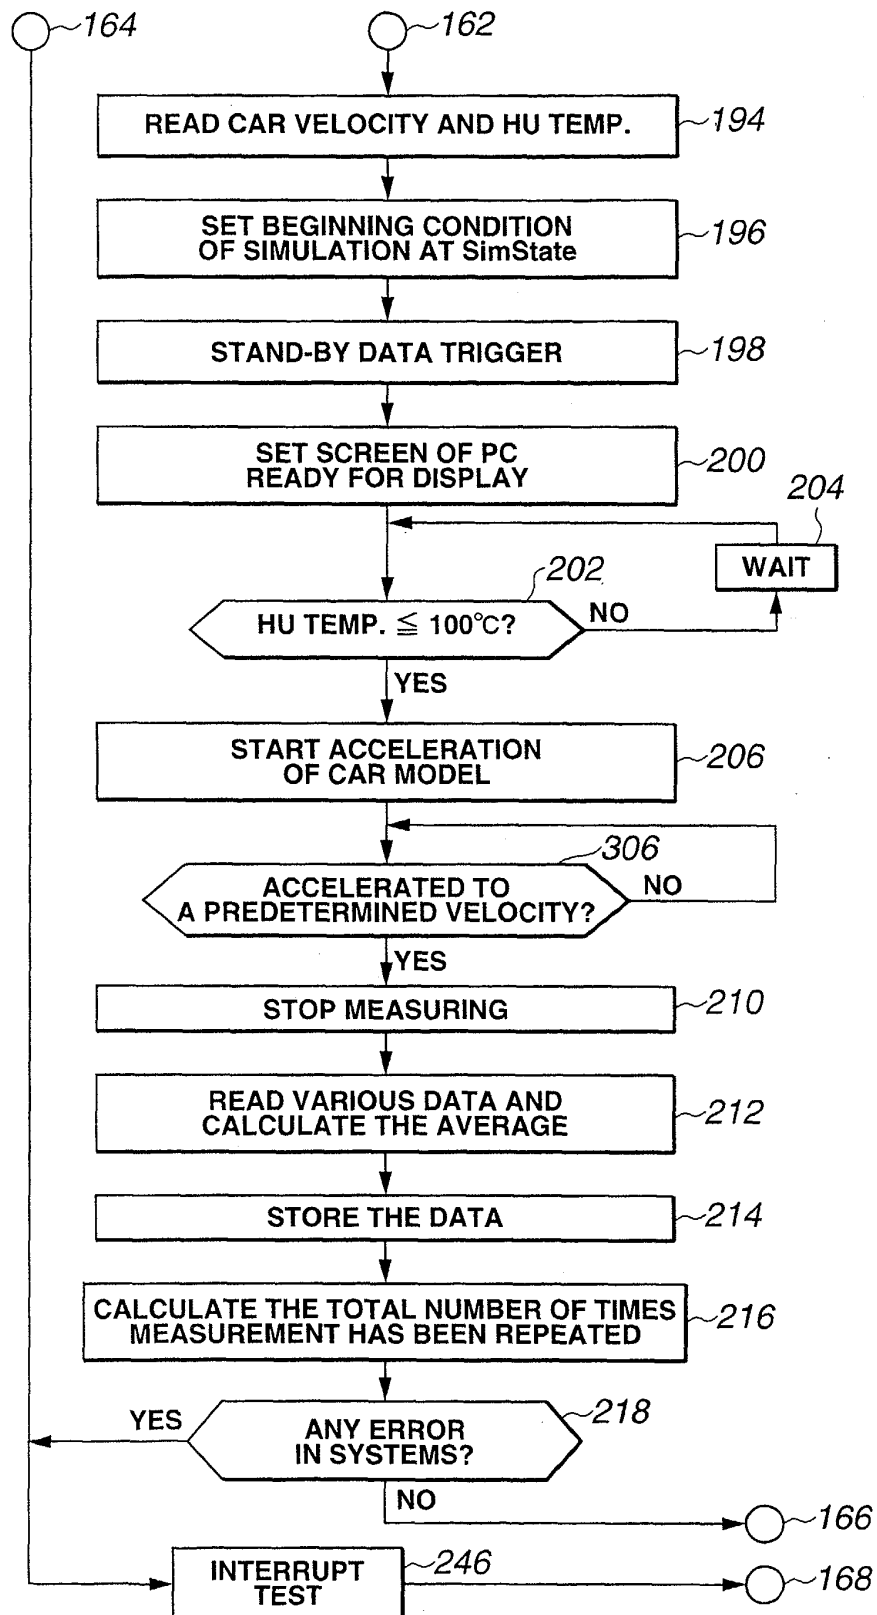 164
162
READ CAR VELOCITY AND HU TEMP.
194
SET BEGINNING CONDITION
OF SIMULATION AT SimState
196
STAND-BY DATA TRIGGER
198
SET SCREEN OF PC
READY FOR DISPLAY
200
204
WAIT
202
HU TEMP. ≦ 100℃?
NO
YES
START ACCELERATION
OF CAR MODEL
206
306
ACCELERATED TO
A PREDETERMINED VELOCITY?
NO
YES
STOP MEASURING
210
READ VARIOUS DATA AND
CALCULATE THE AVERAGE
212
STORE THE DATA
214
CALCULATE THE TOTAL NUMBER OF TIMES
MEASUREMENT HAS BEEN REPEATED
216
YES
ANY ERROR
IN SYSTEMS?
218
NO
166
INTERRUPT
TEST
246
168